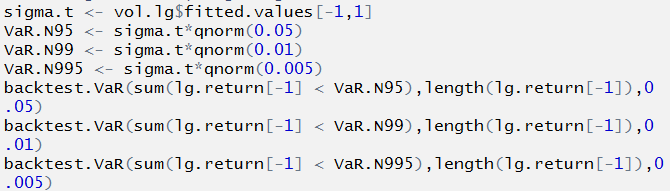 sigma.t <- vol.lg$fitted.values[-1,1]
VaR.N95 <- sigma.t*qnorm(0.05)
VaR.N99 <- sigma.t*qnorm(0.01)
VaR.N995 <- sigma.t*qnorm(0.005)
backtest.VaR(sum(lg.return[-1] < VaR.N95),length(lg.return[-1]),0
.05)
backtest.VaR(sum(lg.return[-1] < VaR.N99),length(lg.return[-1]),0
.01)
backtest.VaR(sum(lg.return[-1] < VaR.N995),length(lg.return[-1]),0
.005)